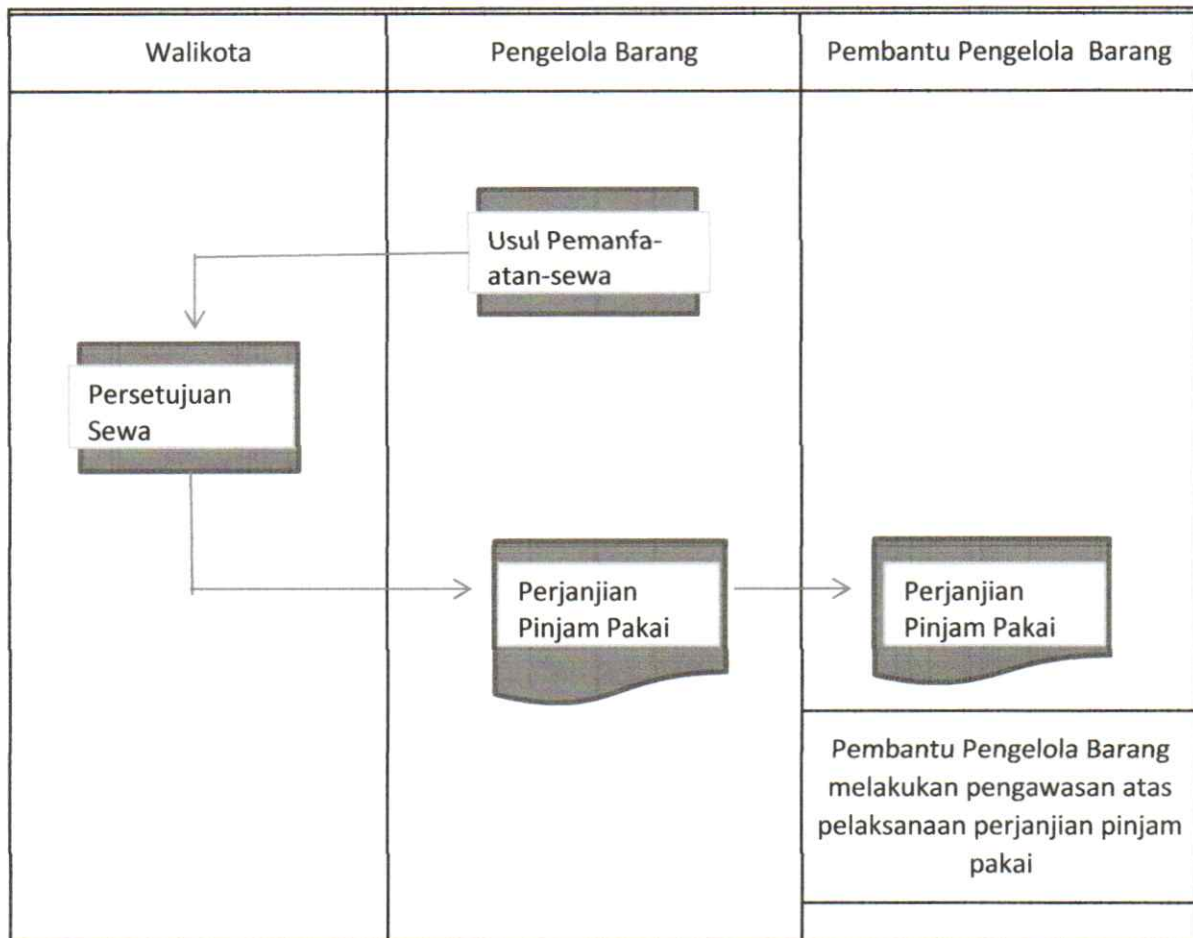 Walikota
Pengelola Barang
Pembantu Pengelola Barang
Usul Pemanfa-
atan-sewa
Persetujuan
Sewa
Perjanjian
Pinjam Pakai
Perjanjian
Pinjam Pakai
Pembantu Pengelola Barang
melakukan pengawasan atas
pelaksanaan perjanjian pinjam
pakai